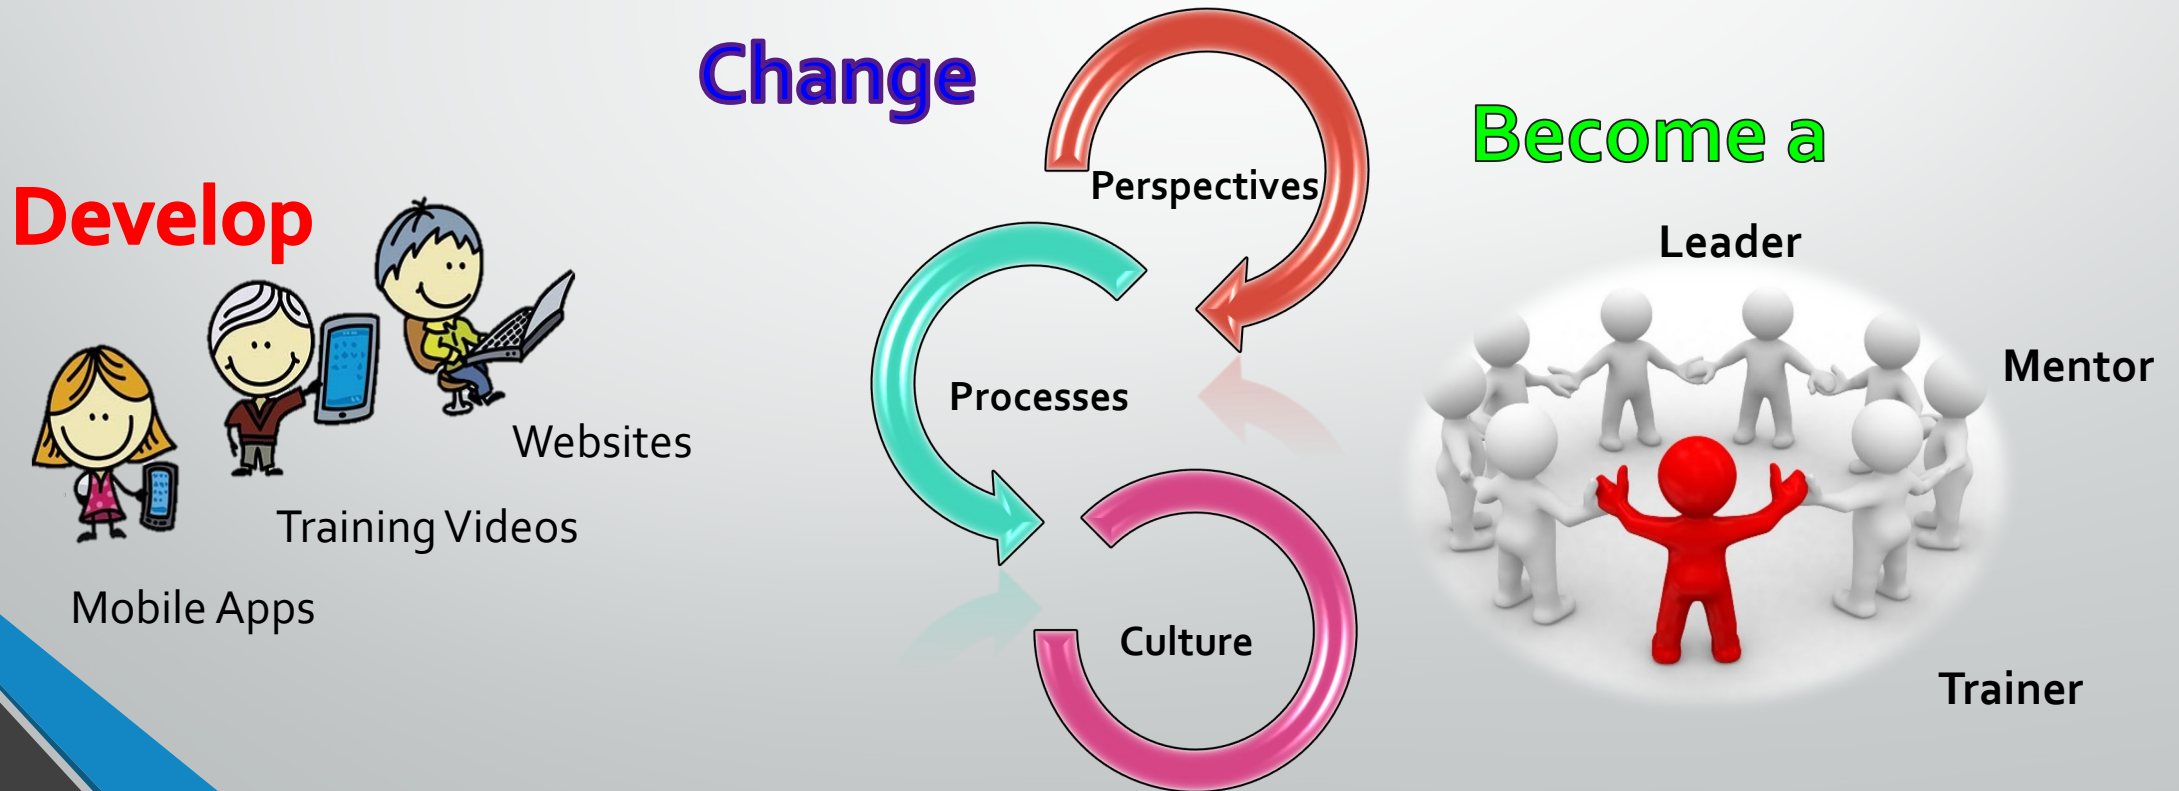 Develop
Websites
Training Videos
Mobile Apps
Change
Perspectives
Processes
Culture
Become a
Leader
Mentor
Trainer